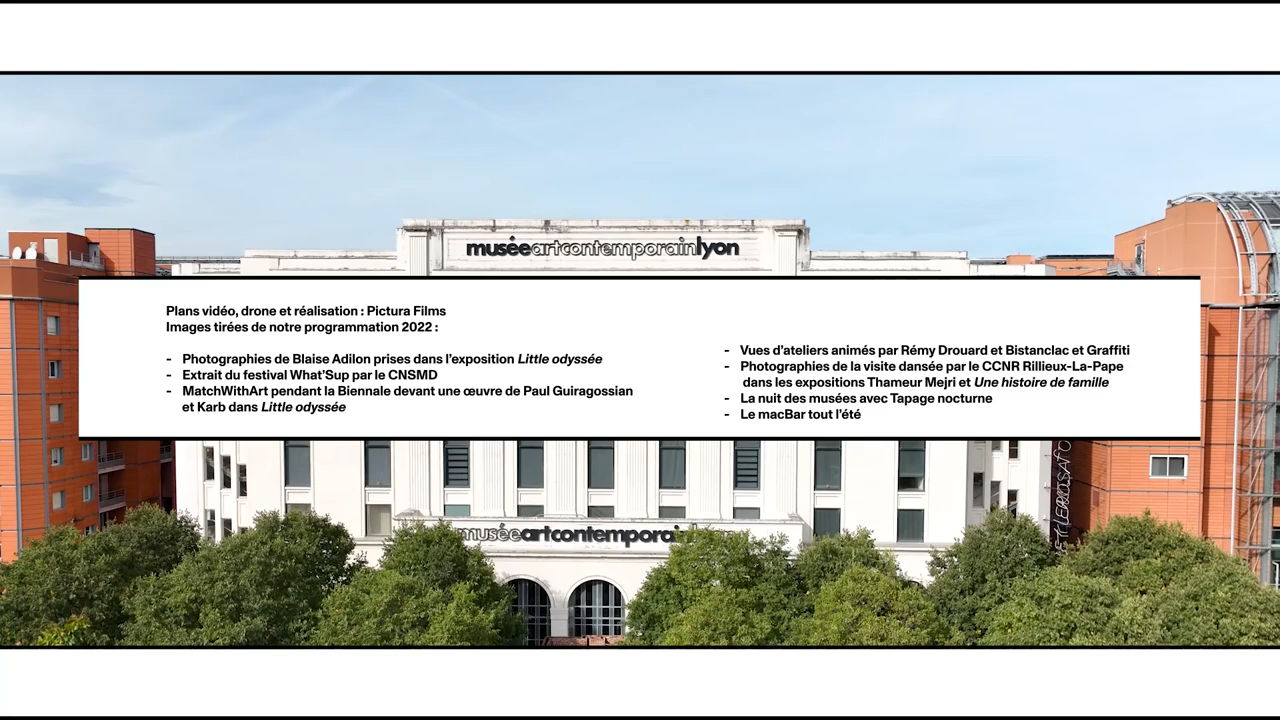 muséeartcontemporainlyon
Plans vidéo, drone et réalisation : Pictura Films
Images tirées de notre programmation 2022 :
- Photographies de Blaise Adilon prises dans l'exposition Little odyssée
- Extrait du festival What'Sup par le CNSMD
- MatchWithArt pendant la Biennale devant une œuvre de Paul Guiragossian
et Karb dans Little odyssée
- Vues d'ateliers animés par Rémy Drouard et Bistanclac et Graffiti
- Photographies de la visite dansée par le CCNR Rillieux-La-Pape
dans les expositions Thameur Mejri et Une histoire de famille
- La nuit des musées avec Tapage nocturne
- Le macBar tout l'été
muséeartcontemporai